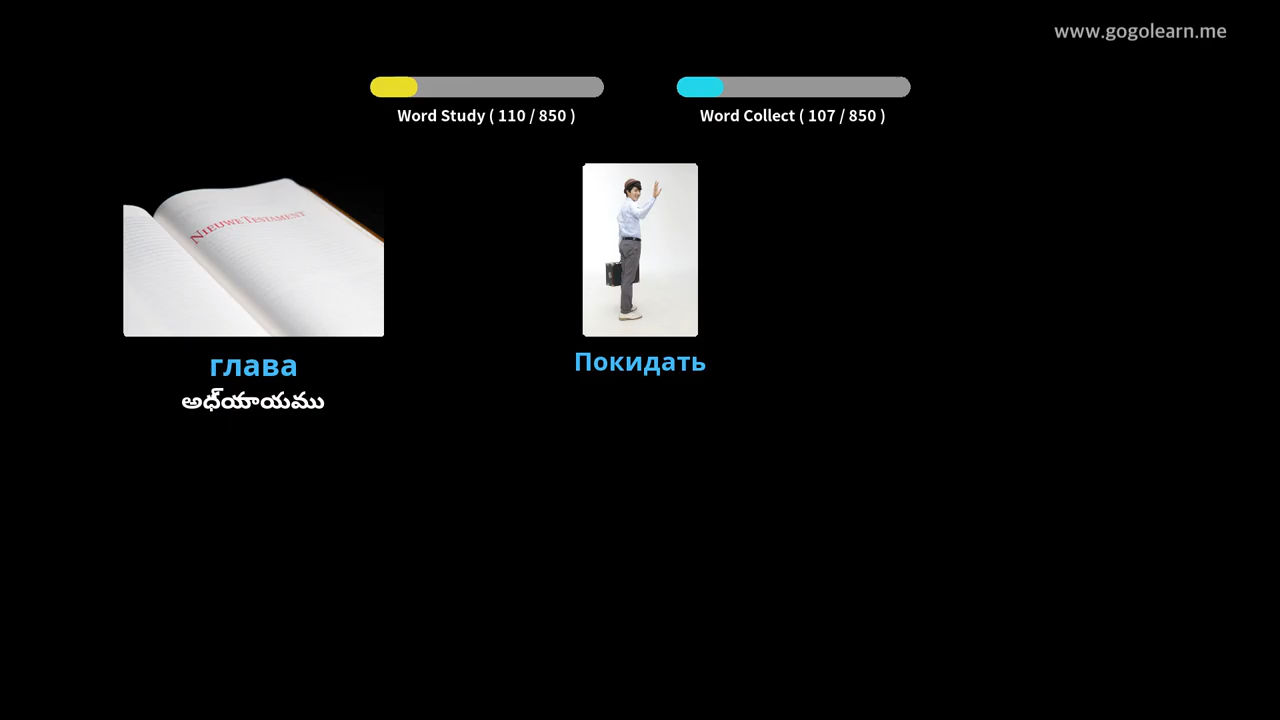 www.gogolearn.me
Word Study ( 110 / 850 )
Word Collect ( 107 / 850 )
NIEUWE TESTAMENT
глава
అధ్యాయము
Покидать